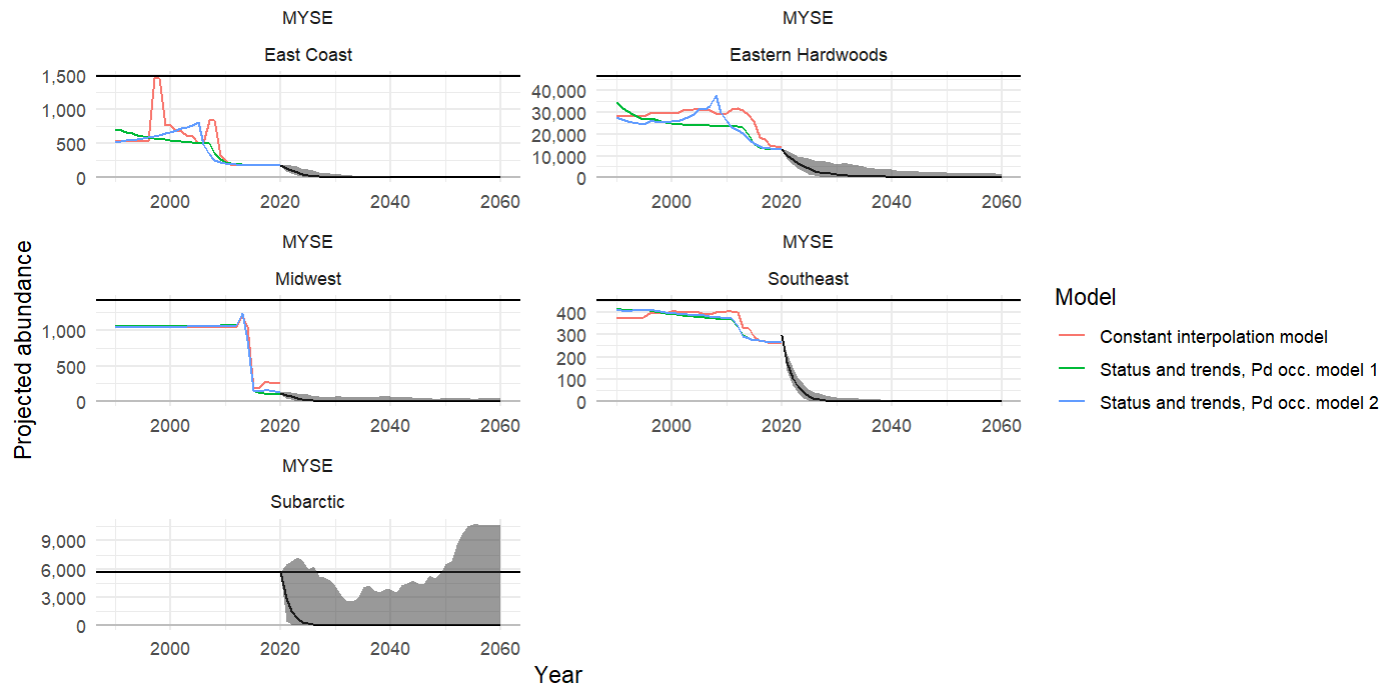 MYSE
East Coast
1,500
1,000
500
0
2000
2020
2040
2060
MYSE
Eastern Hardwoods
40,000
30,000
20,000
10,000
0
2000
2020
2040
2060
MYSE
Midwest
1,000
500
0
2000
2020
2040
2060
MYSE
Southeast
400
300
200
100
0
2000
2020
2040
2060
MYSE
Subarctic
9,000
6,000
3,000
0
2000
2020
2040
2060
Projected abundance
Year
Model
Constant interpolation model
Status and trends, Pd occ. model 1
Status and trends, Pd occ. model 2